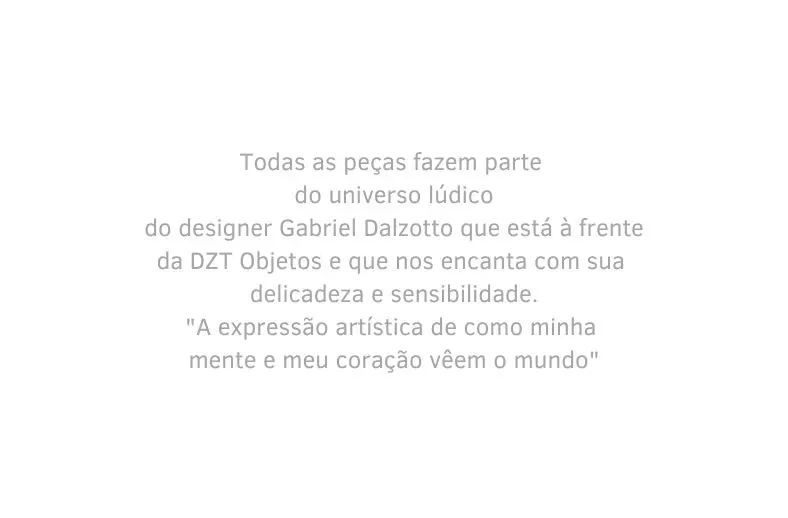 Todas as peças fazem parte
do universo lúdico
do designer Gabriel Dalzotto que está à frente
da DZT Objetos e que nos encanta com sua
delicadeza e sensibilidade.
"A expressão artística de como minha
mente e meu coração vêem o mundo"